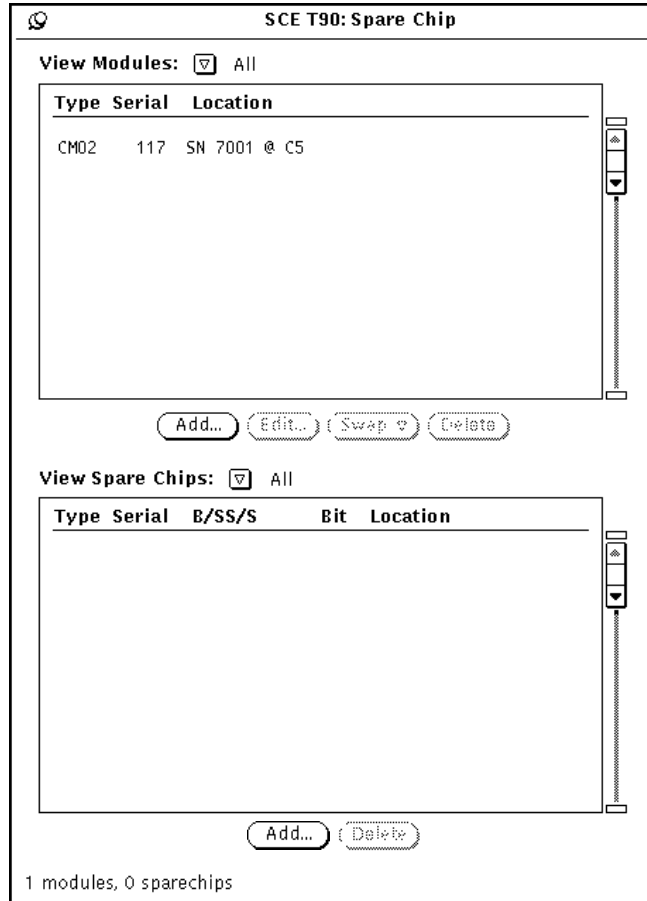 SCE T90: Spare Chip
View Modules: All
Type Serial Location
CM02 117 SN 7001 @ C5
Add... Edit... Swap Delete
View Spare Chips: All
Type Serial B/SS/S Bit Location
Add... Delete
1 modules, 0 sparechips